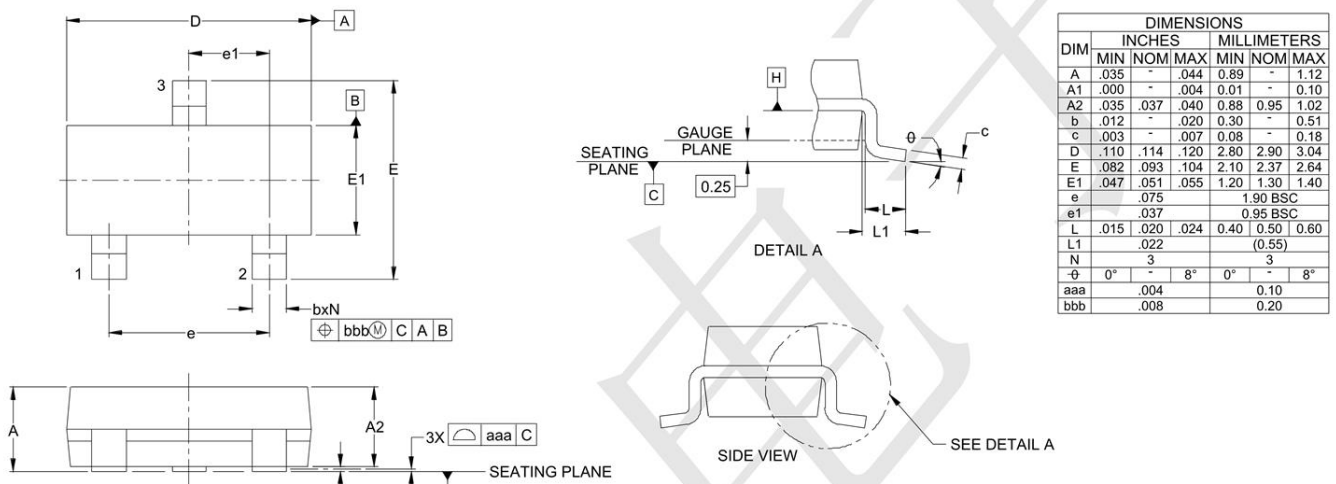 D
A
e1
3
B
E1
E
1
2
bxN
e
⌖ bbbⓂ C A B
A
A2
3X ⌓ aaa C
SEATING PLANE
H
GAUGE
PLANE
SEATING
PLANE
C
0.25
θ
c
L
L1
DETAIL A
SIDE VIEW
SEE DETAIL A
DIMENSIONS
DIM INCHES MILLIMETERS
MIN NOM MAX MIN NOM MAX
A .035 - .044 0.89 - 1.12
A1 .000 - .004 0.01 - 0.10
A2 .035 .037 .040 0.88 0.95 1.02
b .012 - .020 0.30 - 0.51
c .003 - .007 0.08 - 0.18
D .110 .114 .120 2.80 2.90 3.04
E .082 .093 .104 2.10 2.37 2.64
E1 .047 .051 .055 1.20 1.30 1.40
e .075 1.90 BSC
e1 .037 0.95 BSC
L .015 .020 .024 0.40 0.50 0.60
L1 .022 (0.55)
N 3 3
θ 0° - 8° 0° - 8°
aaa .004 0.10
bbb .008 0.20